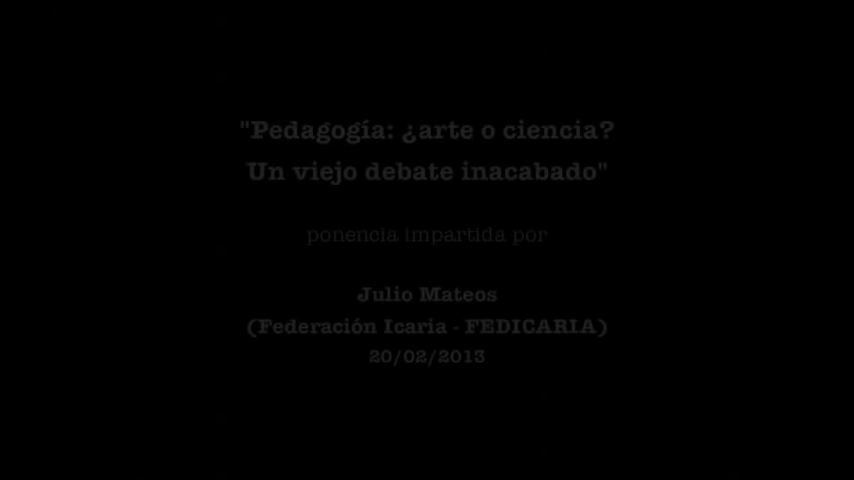 "Pedagogía: ¿arte o ciencia?
Un viejo debate inacabado"
ponencia impartida por
Julio Mateos
(Federación Icaria - FEDICARIA)
20/02/2013